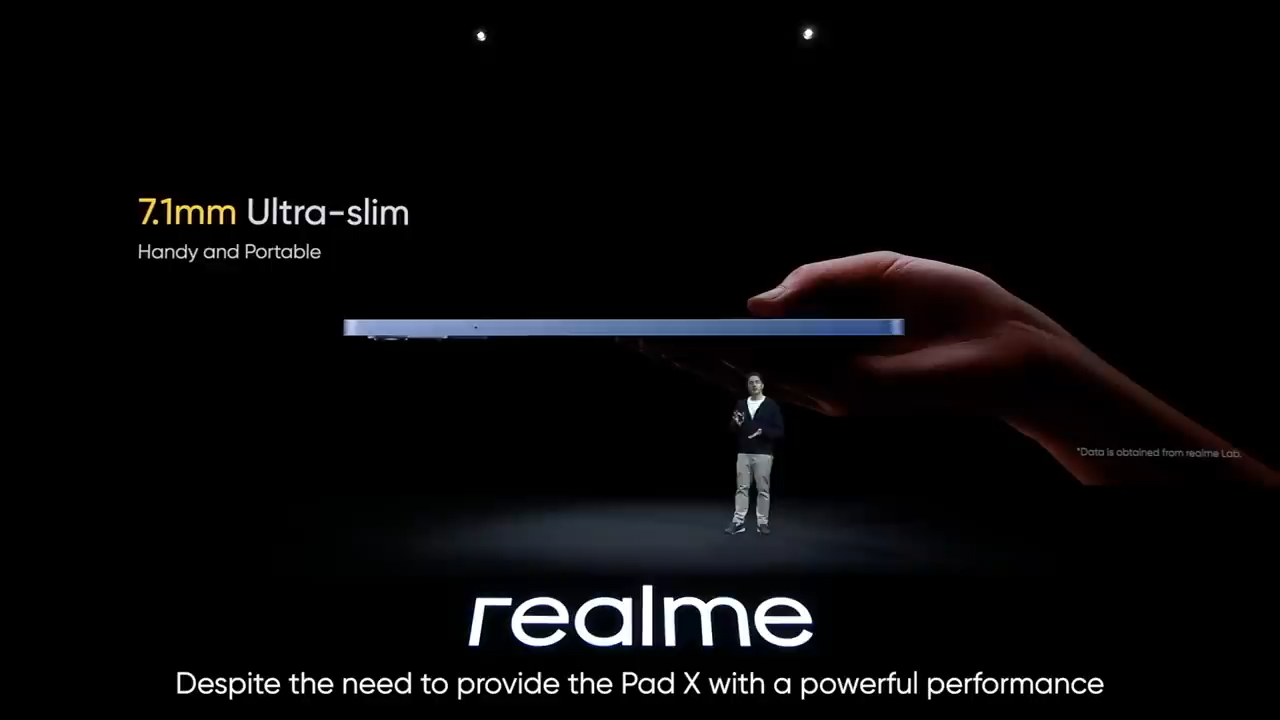 7.1mm Ultra-slim
Handy and Portable
*Data is obtained from realme Lab.
realme
Despite the need to provide the Pad X with a powerful performance